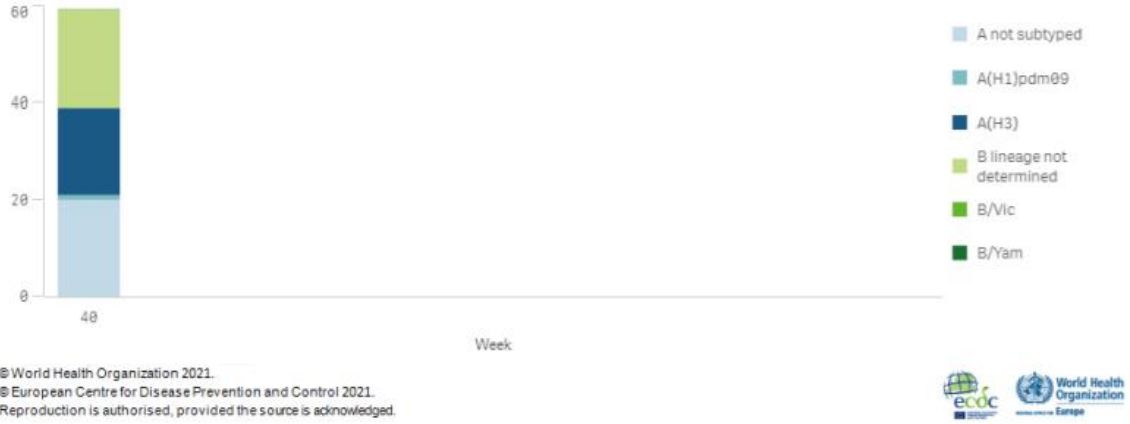 60
40
20
0
40
Week
A not subtyped
A(H1)pdm09
A(H3)
B lineage not
determined
B/Vic
B/Yam
© World Health Organization 2021.
© European Centre for Disease Prevention and Control 2021.
Reproduction is authorised, provided the source is acknowledged.
ecdc
World Health
Organization
Europe